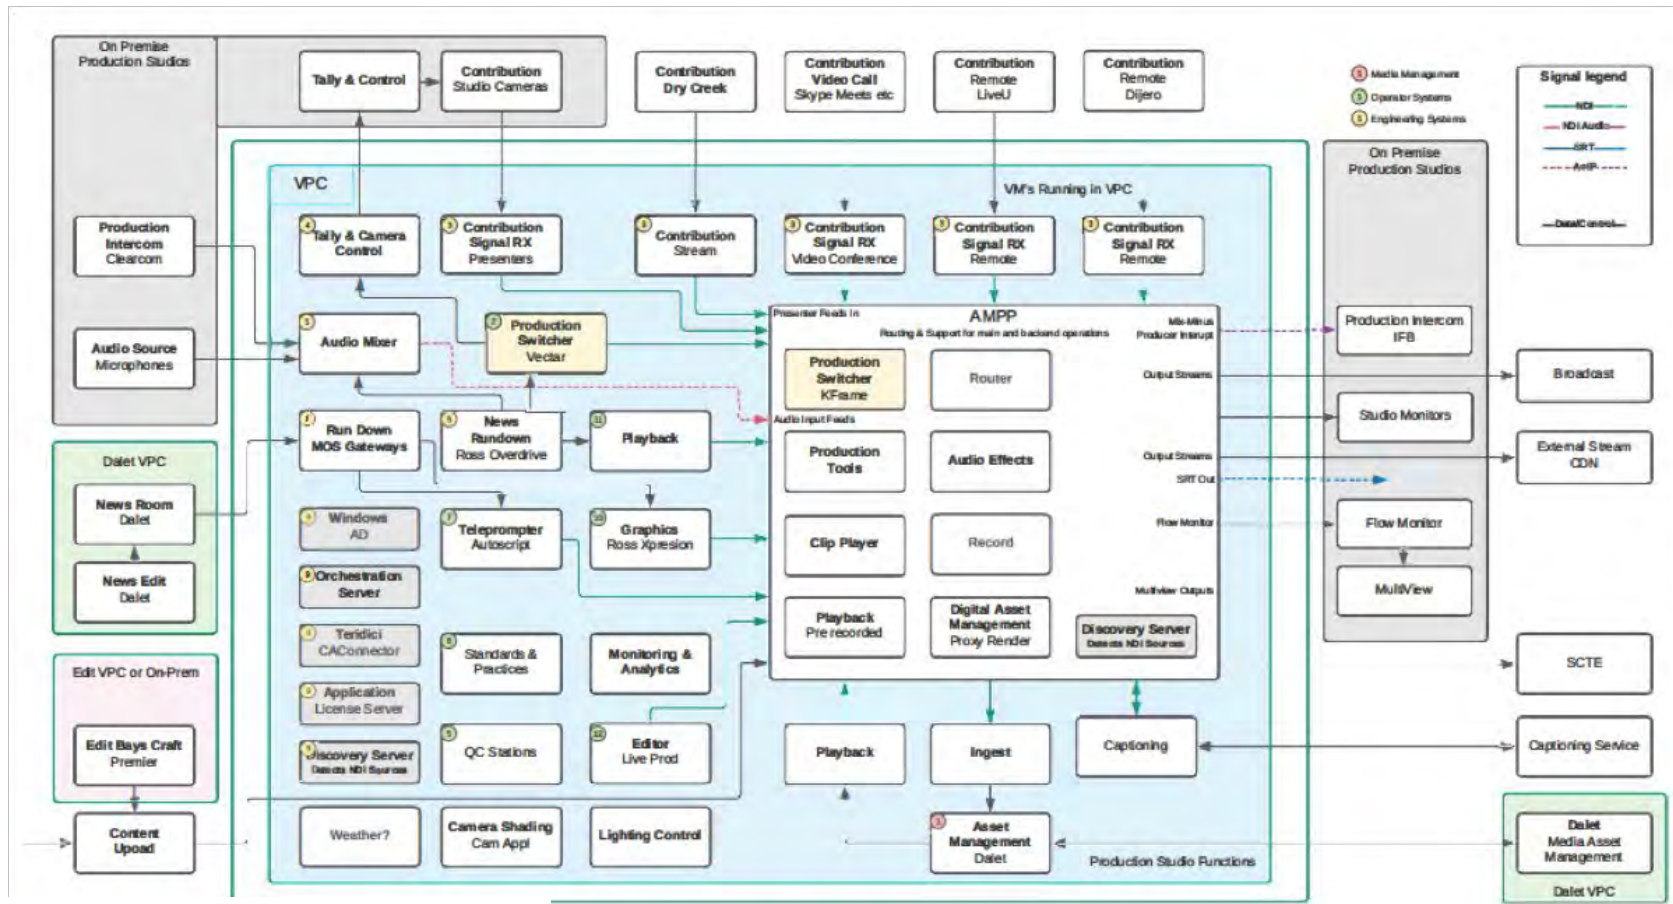 On Premise
Production Studios
Tally & Control
Contribution
Studio Cameras
Contribution
Dry Creek
Contribution
Video Call
Skype Meets etc
Contribution
Remote
LiveU
Contribution
Remote
Dijero
Media Management
Operator Systems
Engineering Systems
Signal legend
NDI
NDI Audio
SRT
AoIP
Data/Control
VPC
VM's Running in VPC
On Premise
Production Studios
Production
Intercom
Clearcom
Tally & Camera
Control
Contribution
Signal RX
Presenters
Contribution
Stream
Contribution
Signal RX
Video Conference
Contribution
Signal RX
Remote
Contribution
Signal RX
Remote
Audio Source
Microphones
Audio Mixer
Production
Switcher
Vectar
Presenter Feeds In
AMPP
Routing & Support for main and backend operations
Mix-Minus
Producer Interupt
Production Intercom
IFB
Production
Switcher
KFrame
Router
Output Streams
Broadcast
Audio Input Feeds
Studio Monitors
Run Down
MOS Gateways
News
Rundown
Ross Overdrive
11
Playback
Production
Tools
Audio Effects
Output Streams
SRT Out
External Stream
CDN
Dalet VPC
News Room
Dalet
News Edit
Dalet
Windows
AD
Teleprompter
Autoscript
10
Graphics
Ross Xpresion
Clip Player
Record
Flow Monitor
Flow Monitor
MultiView
Orchestration
Server
Multiview Outputs
Teridici
CAConnector
Standards &
Practices
Monitoring &
Analytics
Playback
Pre recorded
Digital Asset
Management
Proxy Render
Discovery Server
Detects NDI Sources
SCTE
Edit VPC or On-Prem
Edit Bays Craft
Premier
Application
License Server
Discovery Server
Detects NDI Sources
QC Stations
Editor
Live Prod
Playback
Ingest
Captioning
Captioning Service
Content
Upoad
Weather?
Camera Shading
Cam Appl
Lighting Control
Asset
Management
Dalet
Production Studio Functions
Dalet
Media Asset
Management
Dalet VPC